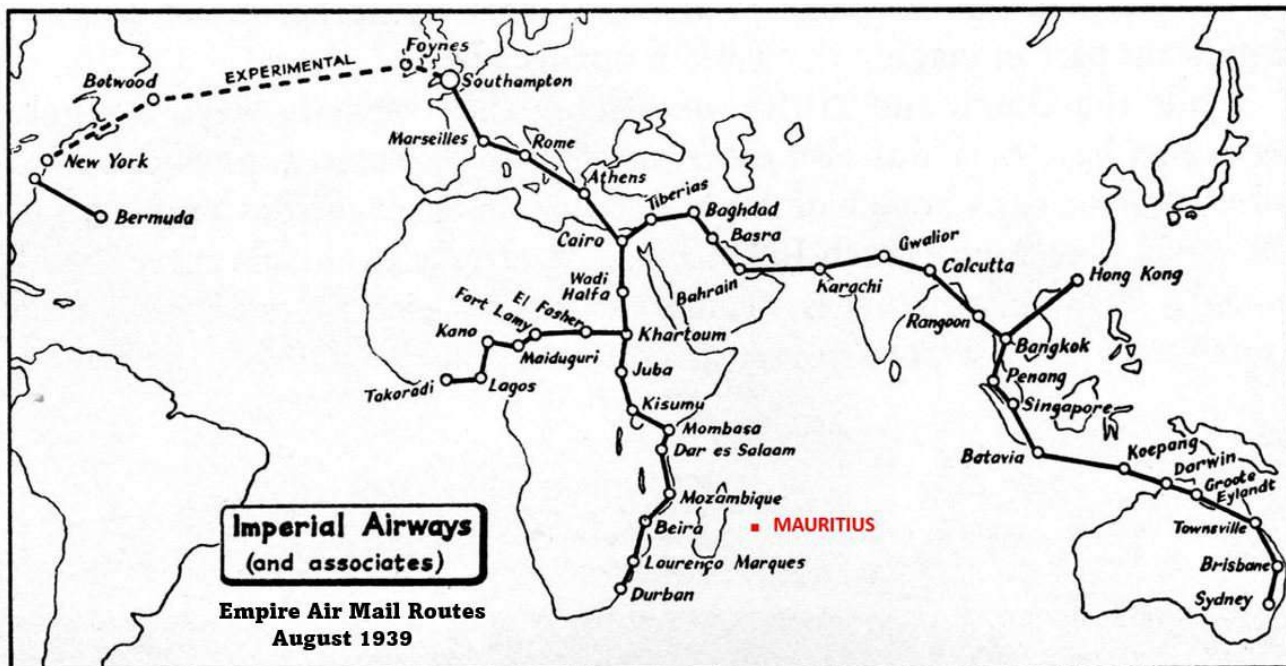 Foynes
EXPERIMENTAL
Botwood
Southampton
New York
Marseilles
Rome
Athens
Bermuda
Tiberias
Baghdad
Cairo
Basra
Gwalior
Wadi
Halfa
Bahrain
Karachi
Calcutta
Hong Kong
Fort
Lamy
El Fasher
Kano
Khartoum
Rangoon
Bangkok
Maiduguri
Takoradi
Lagos
Juba
Penang
Kisumu
Singapore
Mombasa
Dar es Salaam
Batavia
Koepang
Darwin
Groote
Eylandt
Mozambique
Imperial Airways
(and associates)
Beira
MAURITIUS
Townsville
Lourenço Marques
Brisbane
Durban
Sydney
Empire Air Mail Routes
August 1939